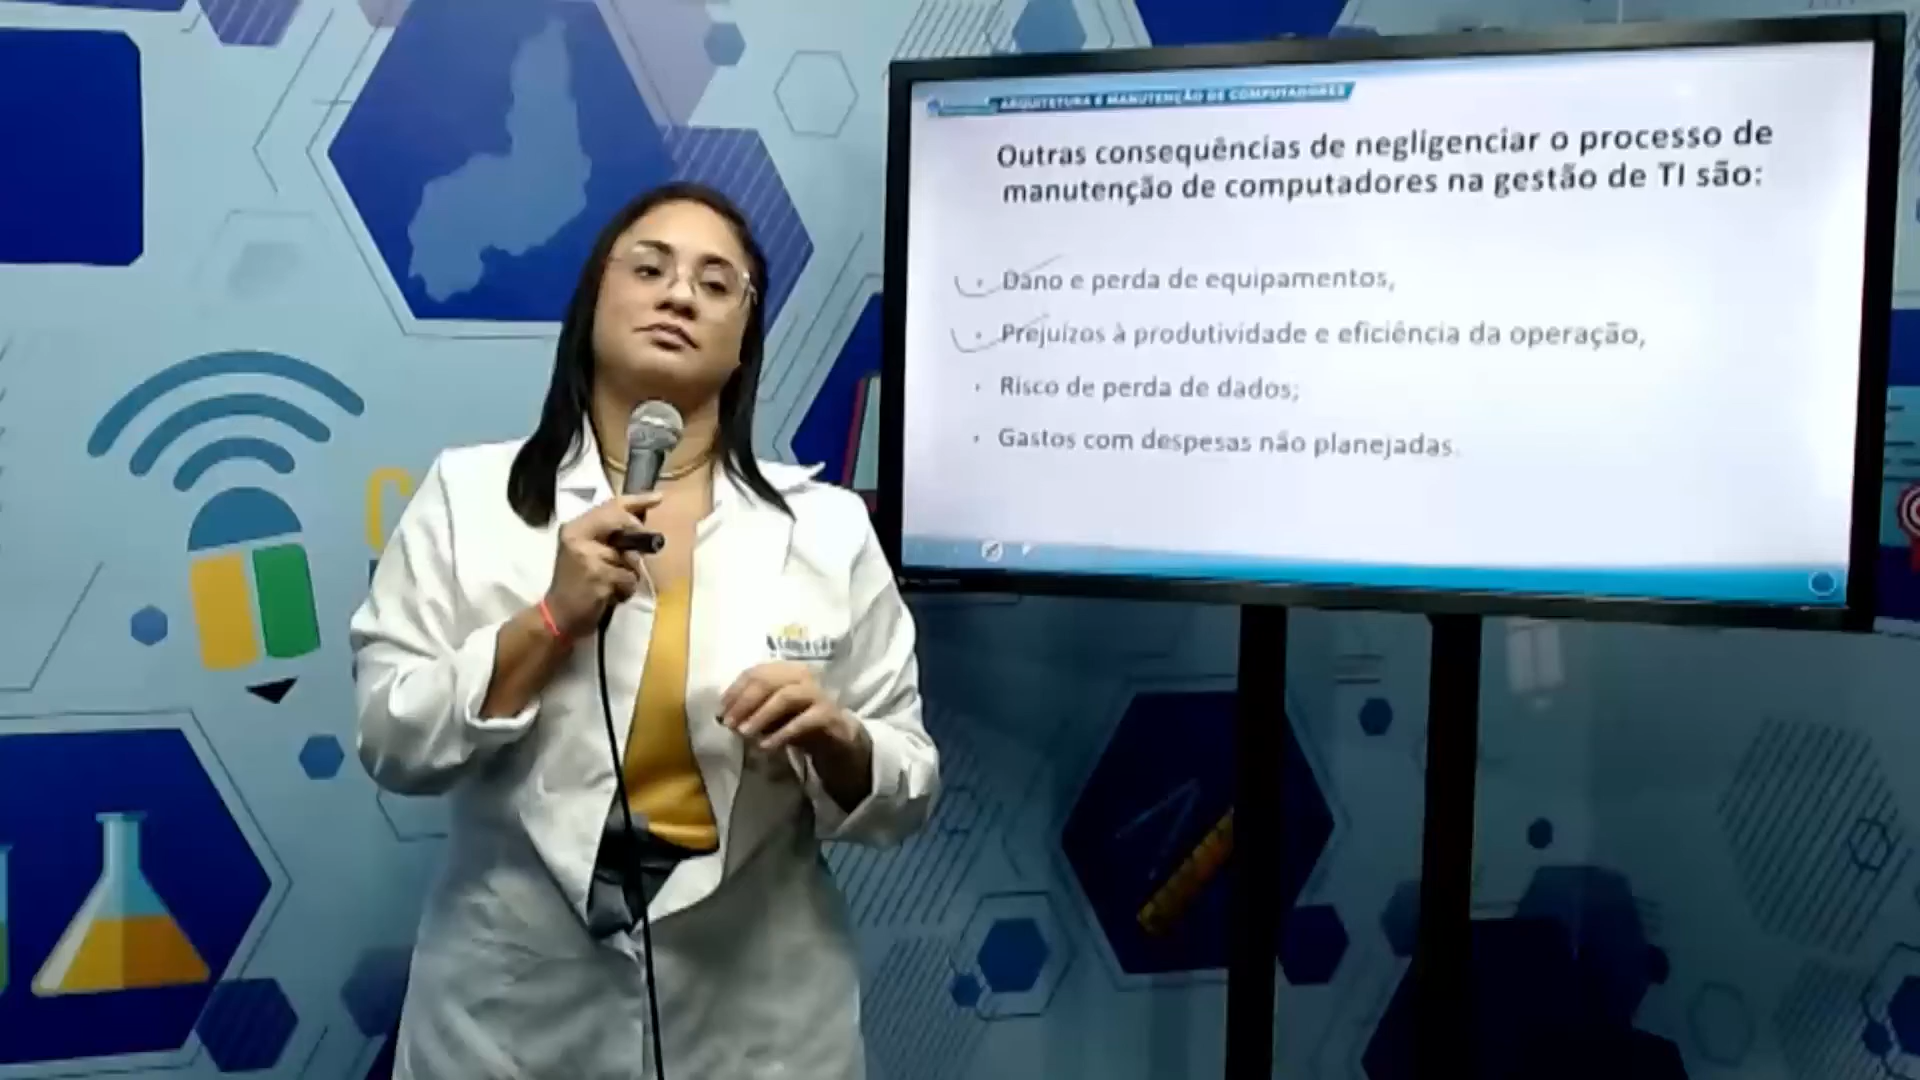 ARQUITETURA E MANUTENÇÃO DE COMPUTADORES
Outras consequências de negligenciar o processo de
manutenção de computadores na gestão de TI são:
• Dano e perda de equipamentos,
• Prejuízos à produtividade e eficiência da operação,
• Risco de perda de dados;
• Gastos com despesas não planejadas.